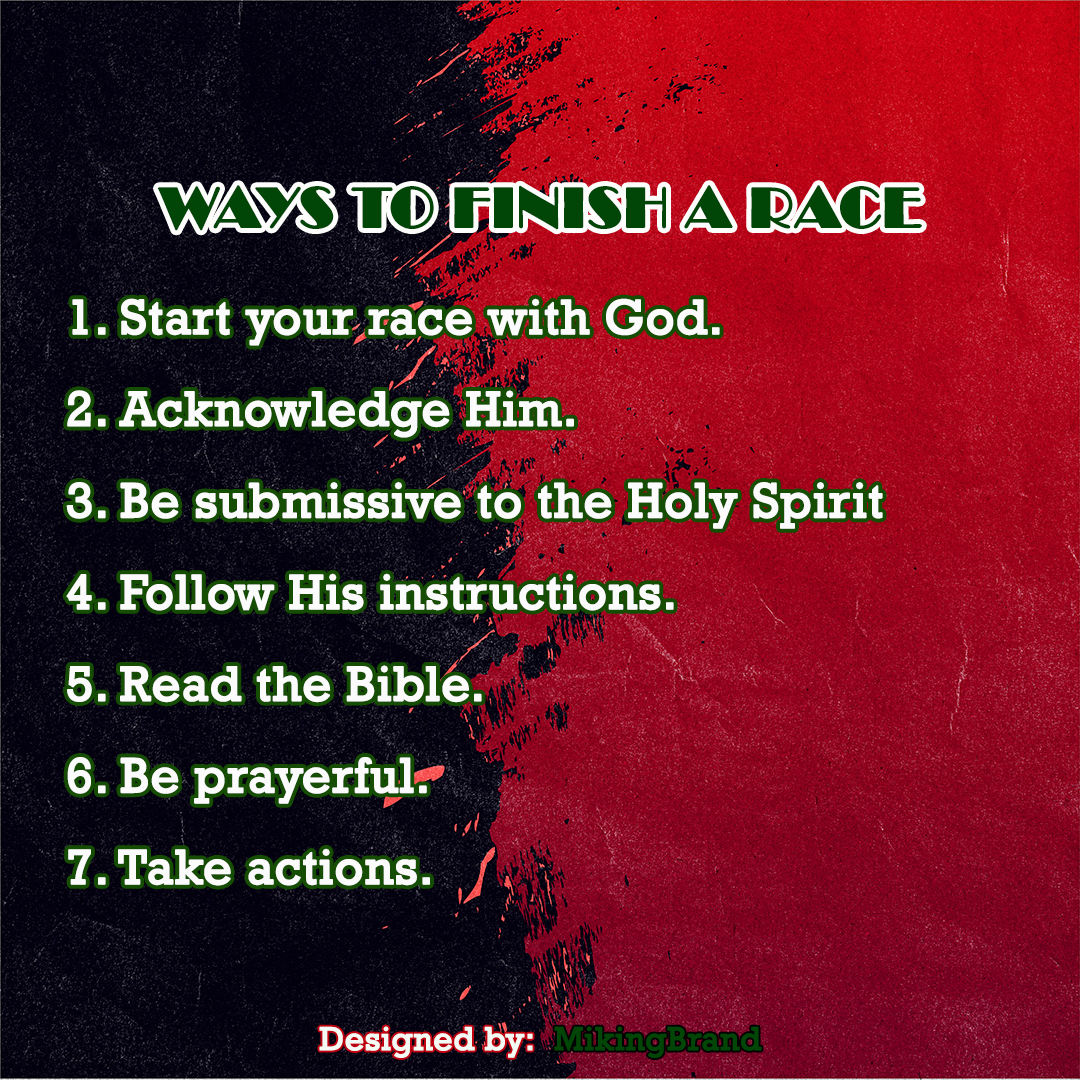 WAYS TO FINISH A RACE
1. Start your race with God.
2. Acknowledge Him.
3. Be submissive to the Holy Spirit
4. Follow His instructions.
5. Read the Bible.
6. Be prayerful.
7. Take actions.
Designed by: MikingBrand